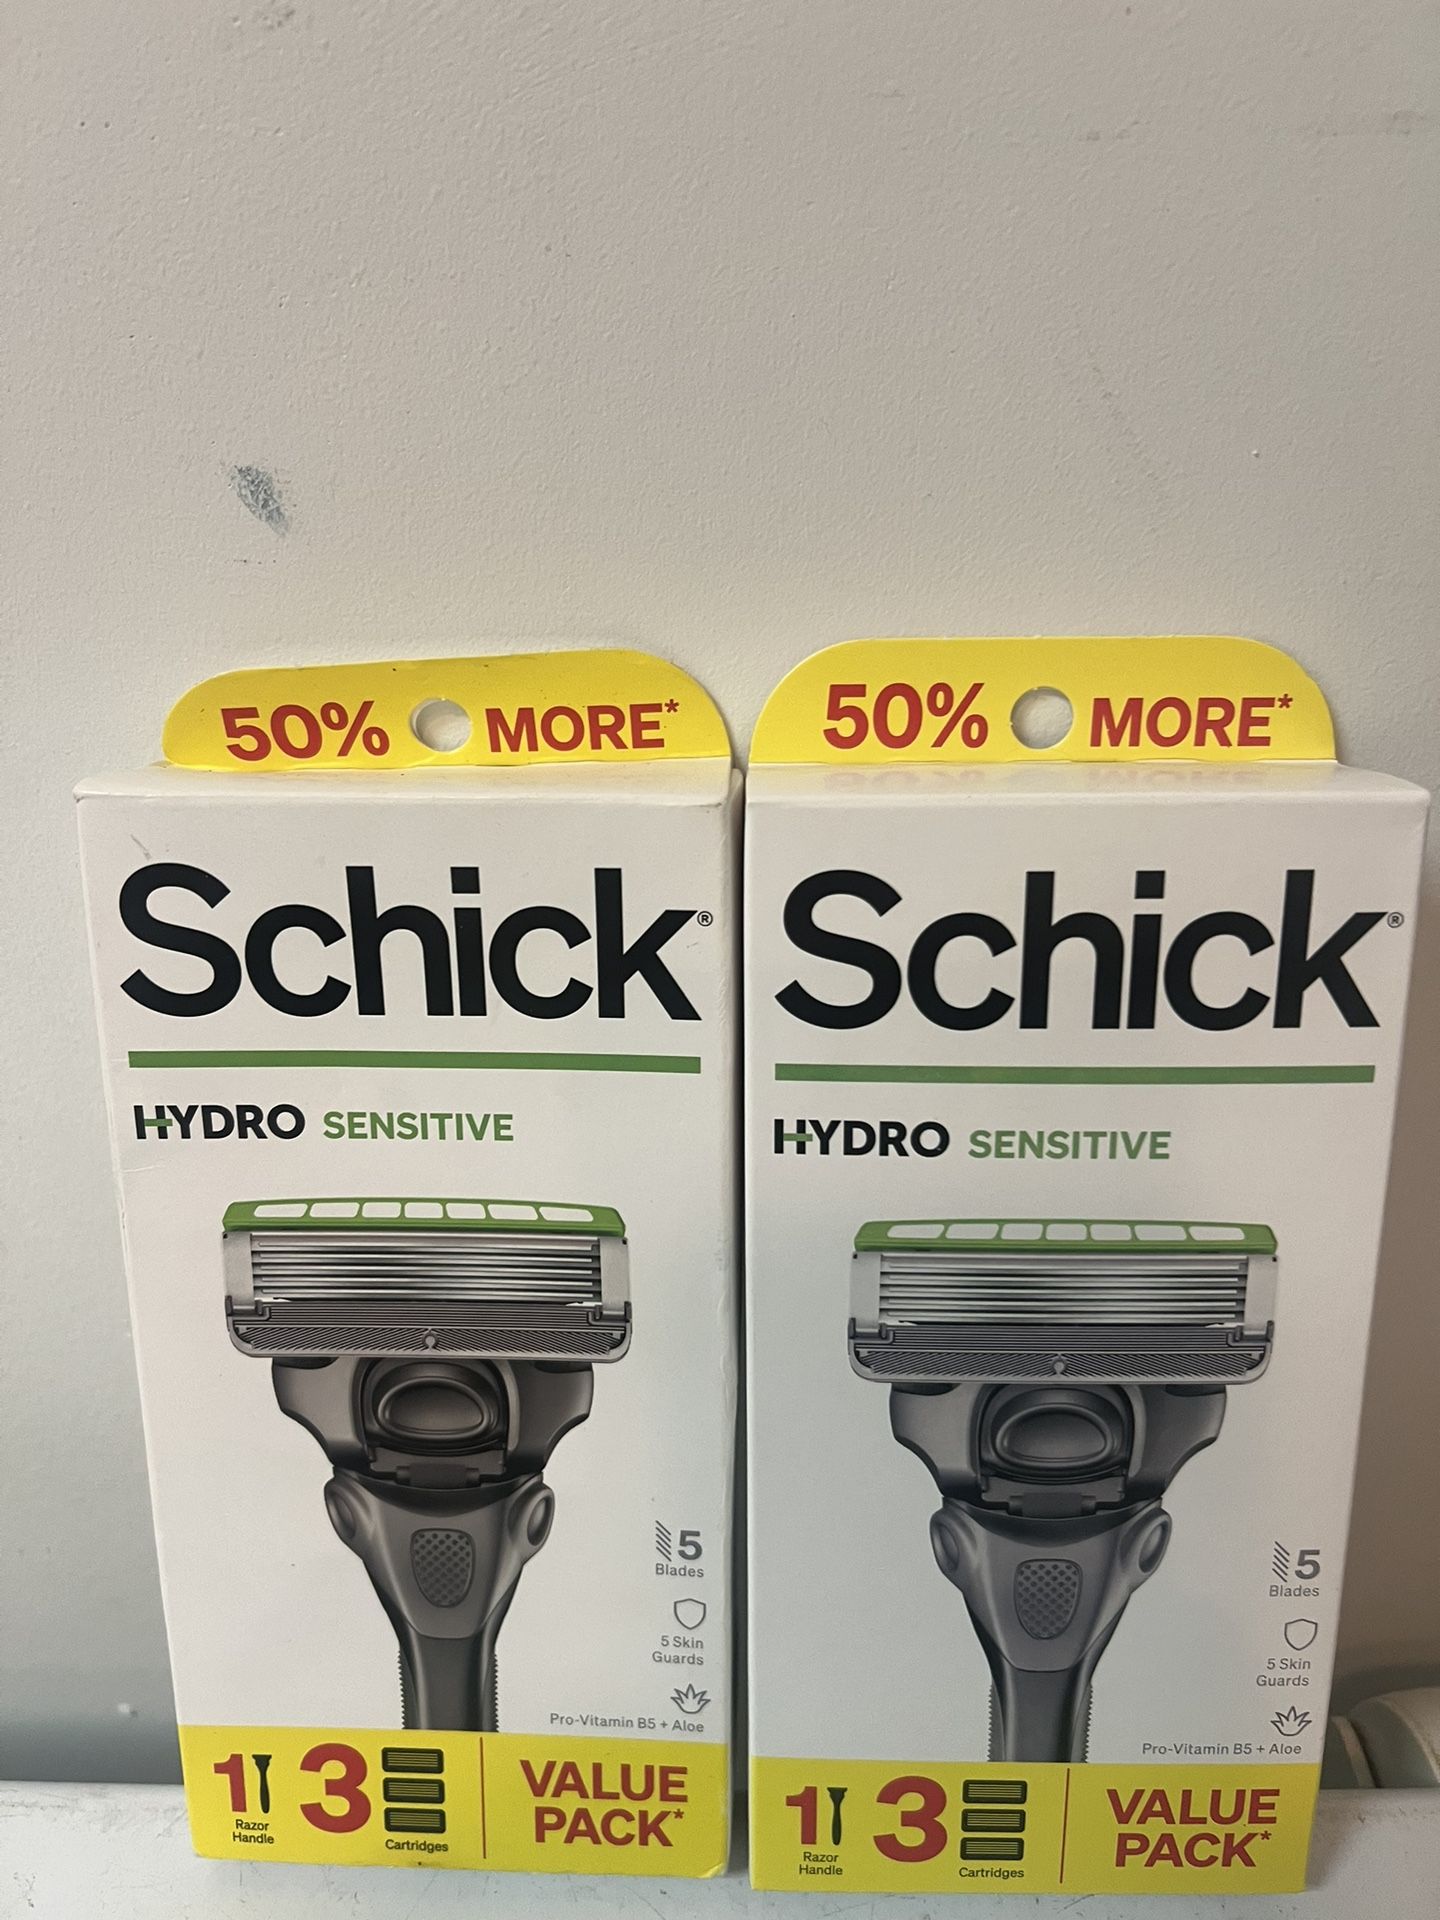 50% MORE*
Schick®
HYDRO SENSITIVE
5
Blades
5 Skin
Guards
Pro-Vitamin B5 + Aloe
1
Razor
Handle
3
Cartridges
VALUE
PACK*
50% MORE*
Schick®
HYDRO SENSITIVE
5
Blades
5 Skin
Guards
Pro-Vitamin B5 + Aloe
1
Razor
Handle
3
Cartridges
VALUE
PACK*